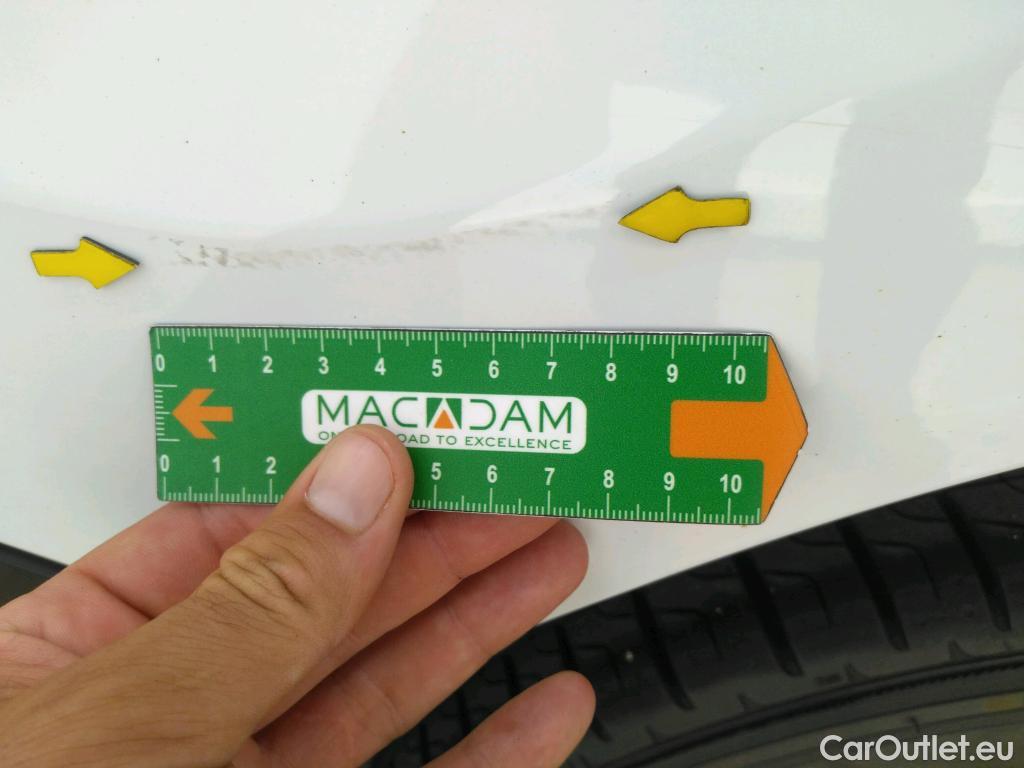 0 1 2 3 4 5 6 7 8 9 10
MACADAM
TO EXCELLENCE
0 1 2 5 6 7 8 9 10
CarOutlet.eu